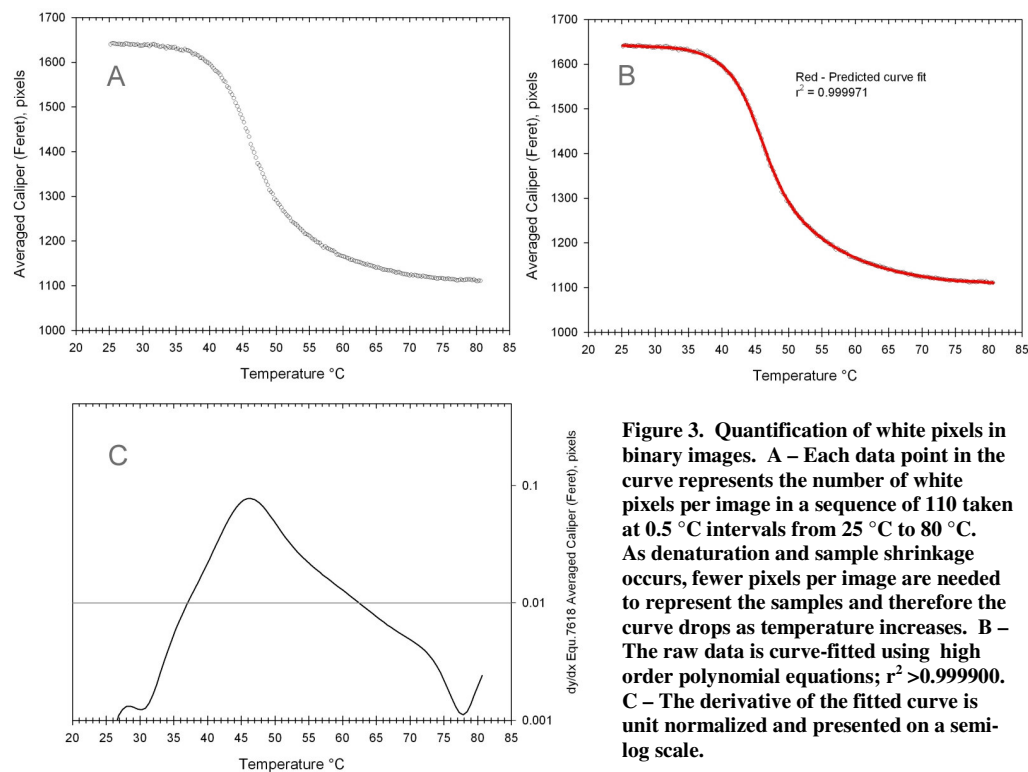 A
Averaged Caliper (Feret), pixels
1700
1600
1500
1400
1300
1200
1100
1000
20 25 30 35 40 45 50 55 60 65 70 75 80 85
Temperature °C
B
Red - Predicted curve fit
r² = 0.999971
Averaged Caliper (Feret), pixels
1700
1600
1500
1400
1300
1200
1100
1000
20 25 30 35 40 45 50 55 60 65 70 75 80 85
Temperature °C
C
0.1
0.01
0.001
dy/dx Equ.7618 Averaged Caliper (Feret), pixels
20 25 30 35 40 45 50 55 60 65 70 75 80 85
Temperature °C
Figure 3. Quantification of white pixels in
binary images. A – Each data point in the
curve represents the number of white
pixels per image in a sequence of 110 taken
at 0.5 °C intervals from 25 °C to 80 °C.
As denaturation and sample shrinkage
occurs, fewer pixels per image are needed
to represent the samples and therefore the
curve drops as temperature increases. B –
The raw data is curve-fitted using high
order polynomial equations; r² >0.999900.
C – The derivative of the fitted curve is
unit normalized and presented on a semi-
log scale.